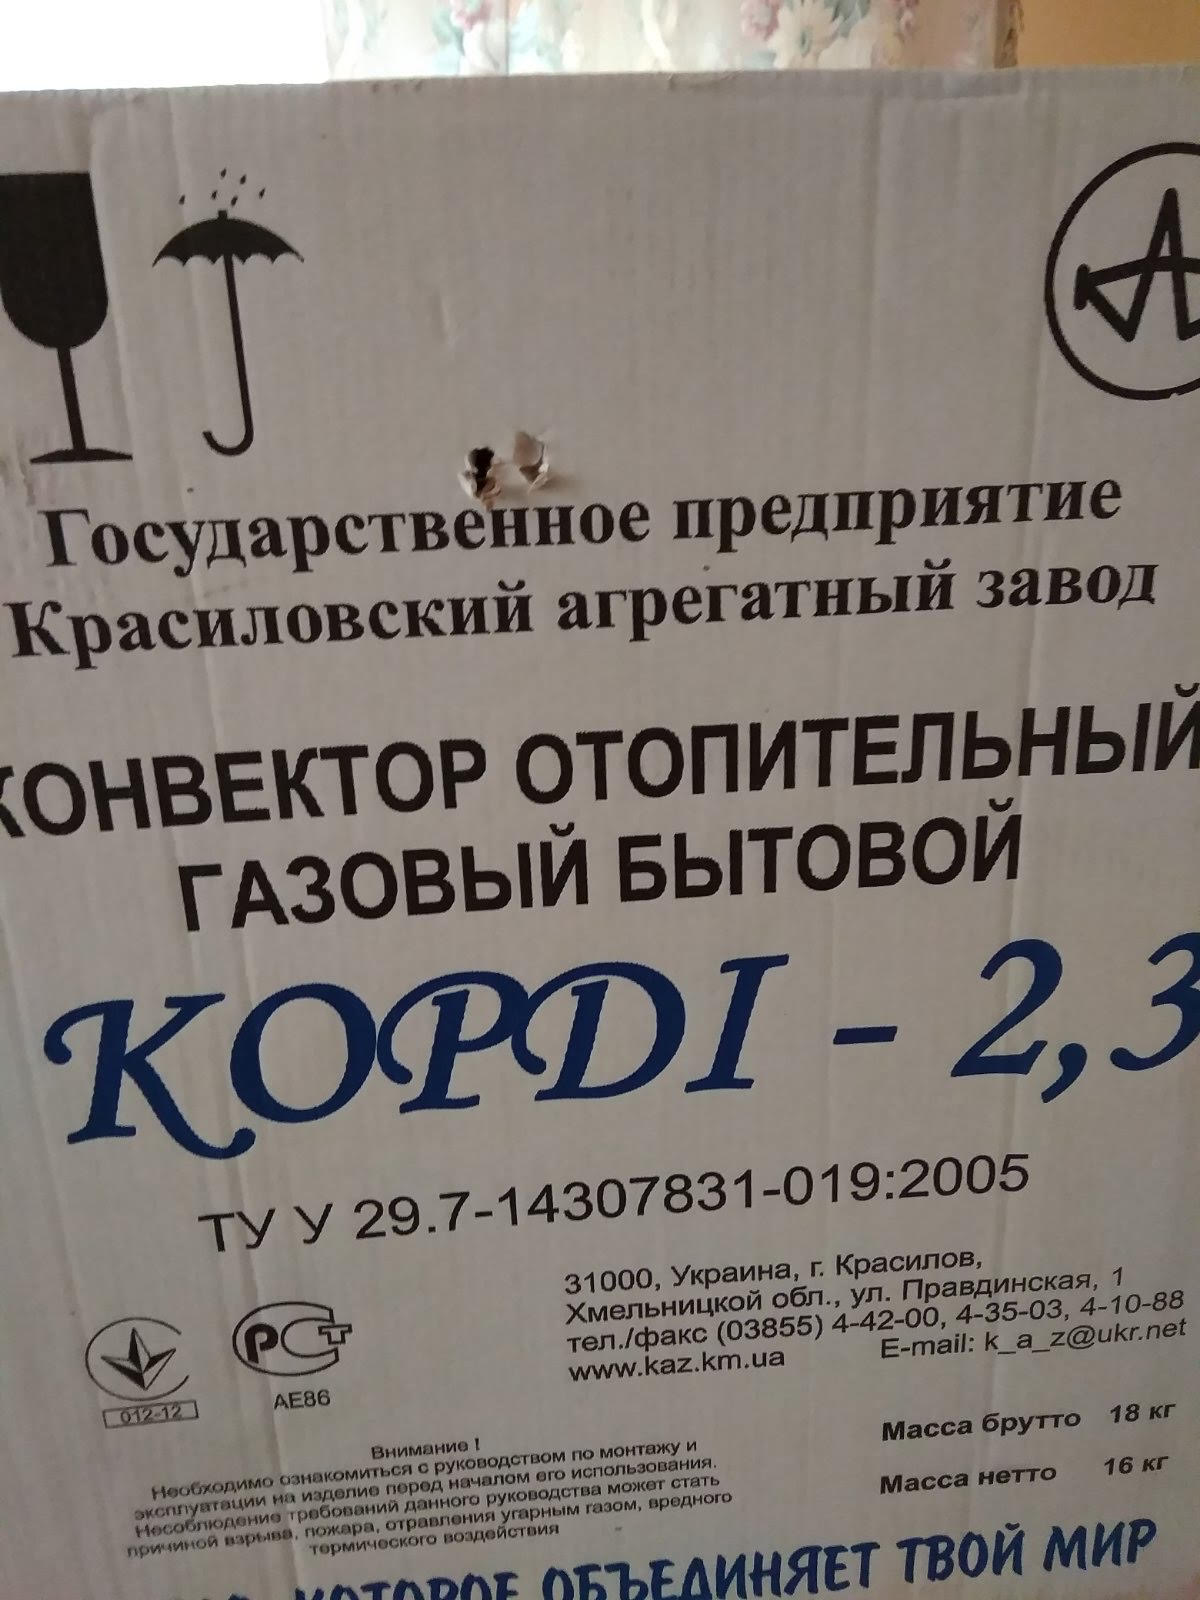 Государственное предприятие
Красиловский агрегатный завод
КОНВЕКТОР ОТОПИТЕЛЬНЫЙ
ГАЗОВЫЙ БЫТОВОЙ
КОРDI - 2,3
ТУ У 29.7-14307831-019:2005
31000, Украина, г. Красилов,
Хмельницкой обл., ул. Правдинская, 1
тел./факс (03855) 4-42-00, 4-35-03, 4-10-88
www.kaz.km.ua E-mail: k_a_z@ukr.net
012-12
РСТ
АЕ86
Масса брутто 18 кг
Масса нетто 16 кг
Внимание !
Необходимо ознакомиться с руководством по монтажу и
эксплуатации на изделие перед началом его использования.
Несоблюдение требований данного руководства может стать
причиной взрыва, пожара, отравления угарным газом, вредного
термического воздействия
КОТОРОЕ ОБЪЕДИНЯЕТ ТВОЙ МИР